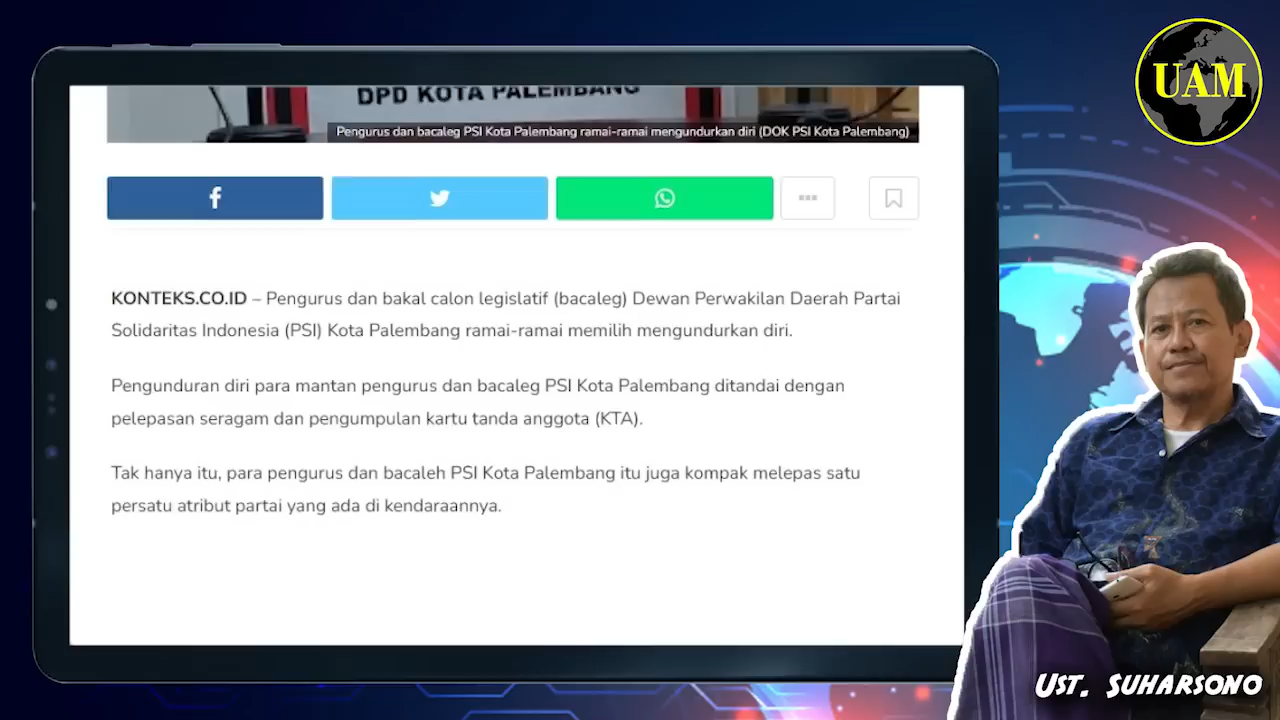 UAM
DPD KOTA PALEMBANG
Pengurus dan bacaleg PSI Kota Palembang ramai-ramai mengundurkan diri (DOK PSI Kota Palembang)
KONTEKS.CO.ID – Pengurus dan bakal calon legislatif (bacaleg) Dewan Perwakilan Daerah Partai
Solidaritas Indonesia (PSI) Kota Palembang ramai-ramai memilih mengundurkan diri.
Pengunduran diri para mantan pengurus dan bacaleg PSI Kota Palembang ditandai dengan
pelepasan seragam dan pengumpulan kartu tanda anggota (KTA).
Tak hanya itu, para pengurus dan bacaleh PSI Kota Palembang itu juga kompak melepas satu
persatu atribut partai yang ada di kendaraannya.
UST. SUHARSONO